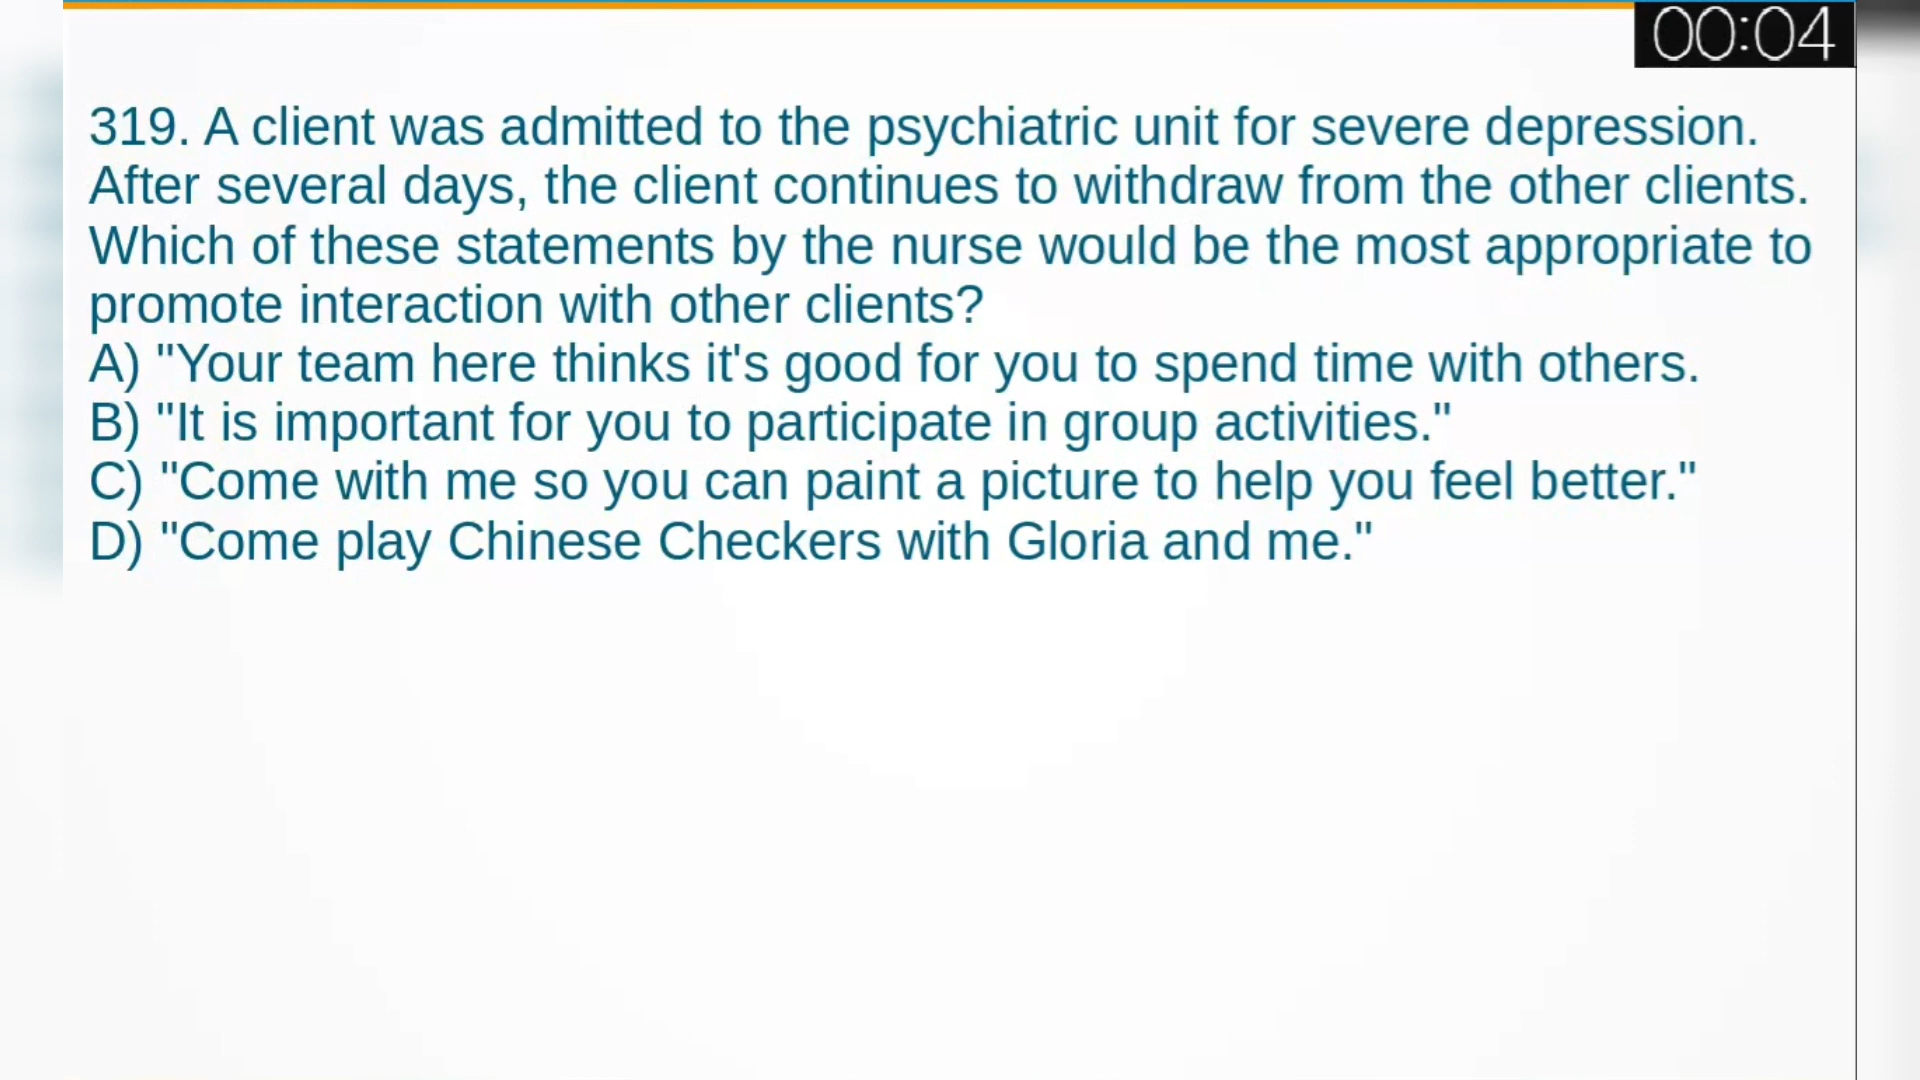 00:04
319. A client was admitted to the psychiatric unit for severe depression.
After several days, the client continues to withdraw from the other clients.
Which of these statements by the nurse would be the most appropriate to
promote interaction with other clients?
A) "Your team here thinks it's good for you to spend time with others.
B) "It is important for you to participate in group activities."
C) "Come with me so you can paint a picture to help you feel better."
D) "Come play Chinese Checkers with Gloria and me."